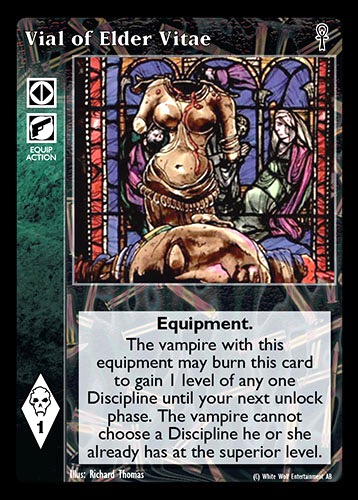 Vial of Elder Vitae
EQUIP
ACTION
Equipment.
The vampire with this
equipment may burn this card
to gain 1 level of any one
Discipline until your next unlock
phase. The vampire cannot
choose a Discipline he or she
already has at the superior level.
1
Illus: Richard Thomas
(C) White Wolf Entertainment AB